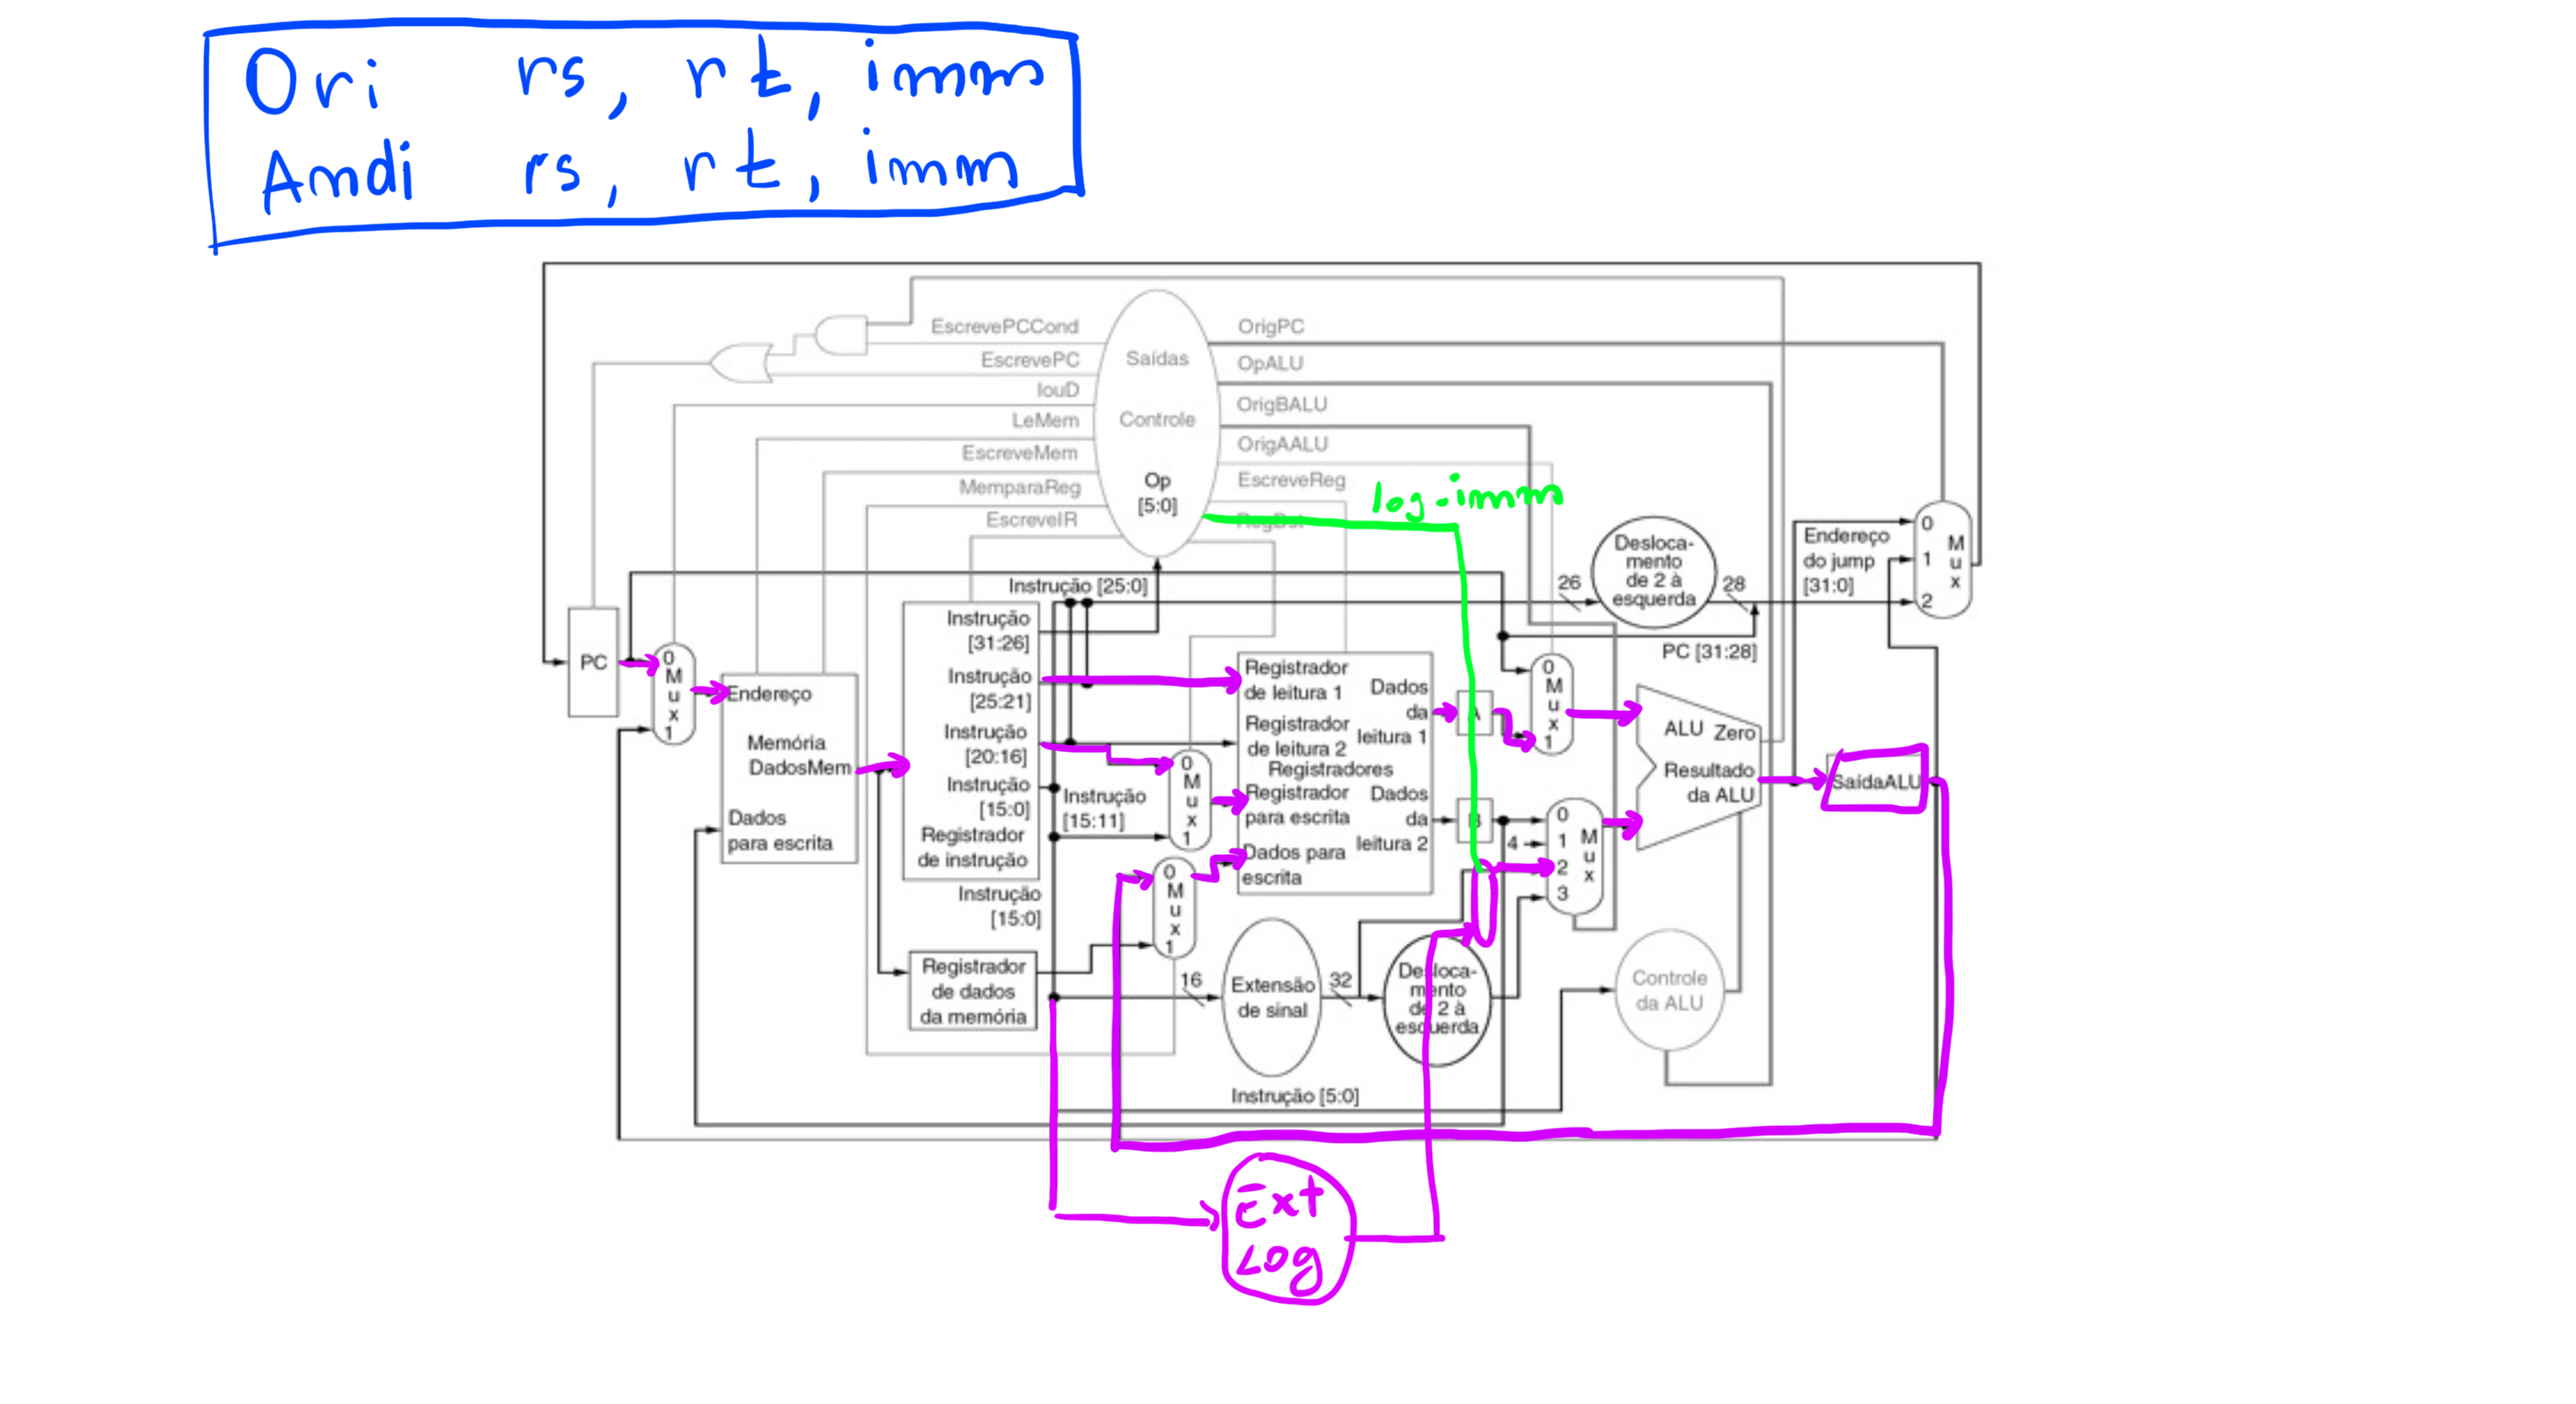 Ori rs, rt, imm
Andi rs, rt, imm
EscrevePCCond
EscrevePC
IouD
LeMem
EscreveMem
MemparaReg
EscreveIR
Saídas
Controle
Op
[5:0]
OrigPC
OpALU
OrigBALU
OrigAALU
EscreveReg
RegDst
log-imm
Instrução [25:0]
26
Desloca-
mento
de 2 à
esquerda
28
Endereço
do jump
[31:0]
0
1
2
M
u
x
PC [31:28]
PC
0
M
u
x
1
Endereço
Memória
DadosMem
Dados
para escrita
Instrução
[31:26]
Instrução
[25:21]
Instrução
[20:16]
Instrução
[15:0]
Registrador
de instrução
Instrução
[15:0]
Registrador
de dados
da memória
Instrução
[15:11]
0
M
u
x
1
0
M
u
x
1
Registrador
de leitura 1
Registrador
de leitura 2
Registradores
Registrador
para escrita
Dados para
escrita
Dados
da
leitura 1
Dados
da
leitura 2
A
B
0
M
u
x
1
4
0
1
2
3
M
u
x
ALU Zero
Resultado
da ALU
SaídaALU
16
Extensão
de sinal
32
Desloca-
mento
de 2 à
esquerda
Controle
da ALU
Instrução [5:0]
Ext
Log